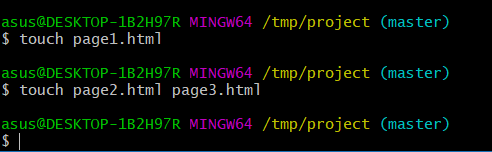 asus@DESKTOP-1B2H97R MINGW64 /tmp/project (master)
$ touch page1.html
asus@DESKTOP-1B2H97R MINGW64 /tmp/project (master)
$ touch page2.html page3.html
asus@DESKTOP-1B2H97R MINGW64 /tmp/project (master)
$